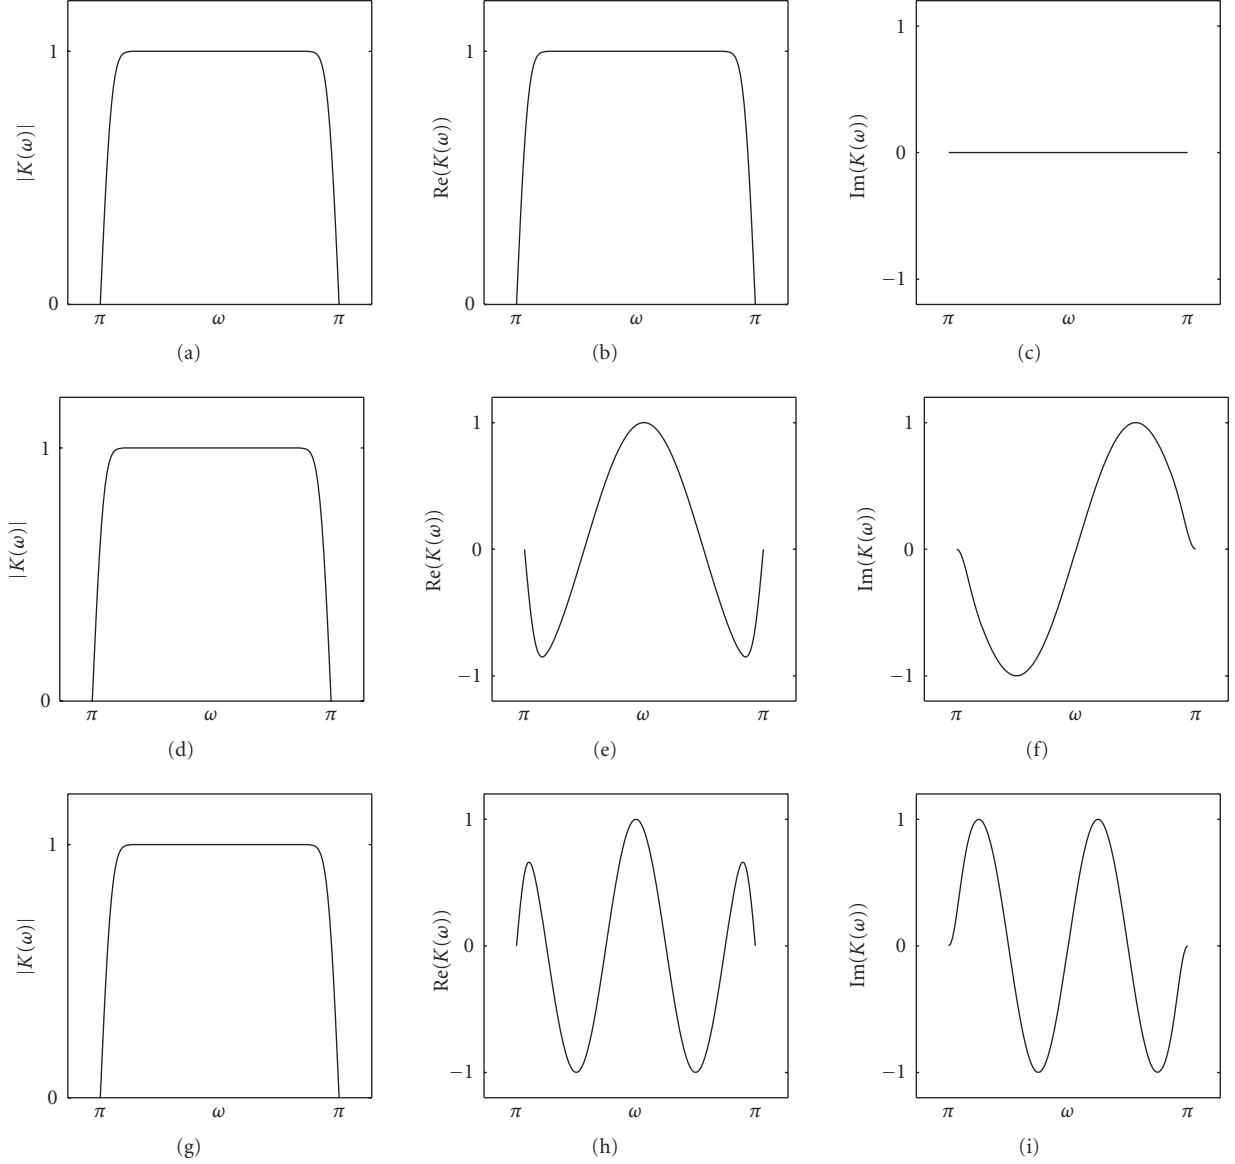 1
0
|K(ω)|
π ω π
(a)
1
0
Re(K(ω))
π ω π
(b)
1
0
−1
Im(K(ω))
π ω π
(c)
1
0
|K(ω)|
π ω π
(d)
1
0
−1
Re(K(ω))
π ω π
(e)
1
0
−1
Im(K(ω))
π ω π
(f)
1
0
|K(ω)|
π ω π
(g)
1
0
−1
Re(K(ω))
π ω π
(h)
1
0
−1
Im(K(ω))
π ω π
(i)